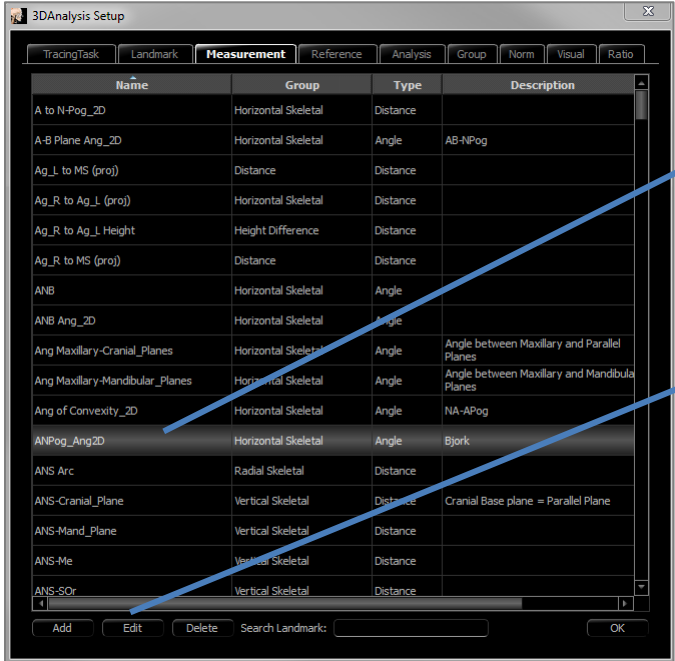 3DAnalysis Setup
TracingTask Landmark Measurement Reference Analysis Group Norm Visual Ratio
Name Group Type Description
A to N-Pog_2D Horizontal Skeletal Distance
A-B Plane Ang_2D Horizontal Skeletal Angle AB-NPog
Ag_L to MS (proj) Distance Distance
Ag_R to Ag_L (proj) Horizontal Skeletal Distance
Ag_R to Ag_L Height Height Difference Distance
Ag_R to MS (proj) Distance Distance
ANB Horizontal Skeletal Angle
ANB Ang_2D Horizontal Skeletal Angle
Ang Maxillary-Cranial_Planes Horizontal Skeletal Angle Angle between Maxillary and Parallel
Planes
Ang Maxillary-Mandibular_Planes Horizontal Skeletal Angle Angle between Maxillary and Mandibula
Planes
Ang of Convexity_2D Horizontal Skeletal Angle NA-APog
ANPog_Ang2D Horizontal Skeletal Angle Bjork
ANS Arc Radial Skeletal Distance
ANS-Cranial_Plane Vertical Skeletal Distance Cranial Base plane = Parallel Plane
ANS-Mand_Plane Vertical Skeletal Distance
ANS-Me Vertical Skeletal Distance
ANS-SOr Vertical Skeletal Distance
Add Edit Delete Search Landmark: OK